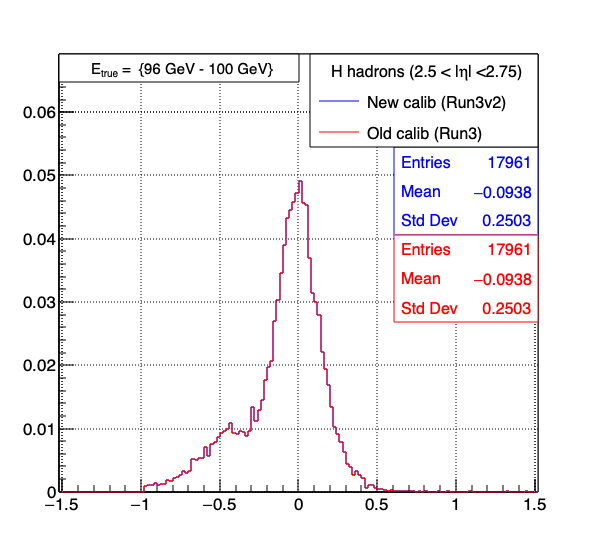 E_true = {96 GeV - 100 GeV}
H hadrons (2.5 < |η| <2.75)
New calib (Run3v2)
Old calib (Run3)
Entries 17961
Mean −0.0938
Std Dev 0.2503
Entries 17961
Mean −0.0938
Std Dev 0.2503
0.06
0.05
0.04
0.03
0.02
0.01
0
−1.5 −1 −0.5 0 0.5 1 1.5